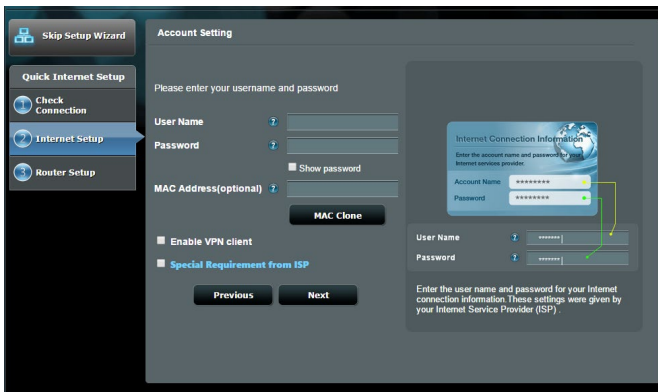 Skip Setup Wizard
Quick Internet Setup
1 Check
Connection
2 Internet Setup
3 Router Setup
Account Setting
Please enter your username and password
User Name ?
Password ?
Show password
MAC Address(optional) ?
MAC Clone
Enable VPN client
Special Requirement from ISP
Previous Next
Internet Connection Information
Enter the account name and password for your
Internet services provider.
Account Name ********
Password ********
User Name ? *******|
Password ? *******|
Enter the user name and password for your Internet
connection information.These settings were given by
your Internet Service Provider (ISP) .